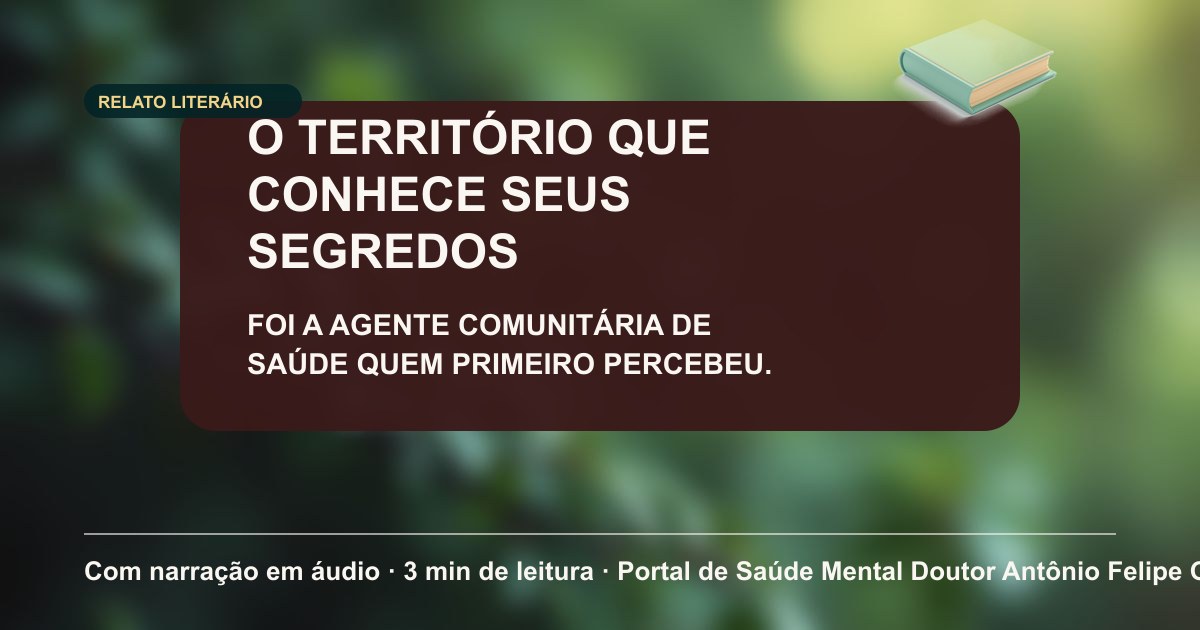 RELATO LITERÁRIO
O TERRITÓRIO QUE
CONHECE SEUS
SEGREDOS
FOI A AGENTE COMUNITÁRIA DE
SAÚDE QUEM PRIMEIRO PERCEBEU.
Com narração em áudio · 3 min de leitura · Portal de Saúde Mental Doutor Antônio Felipe